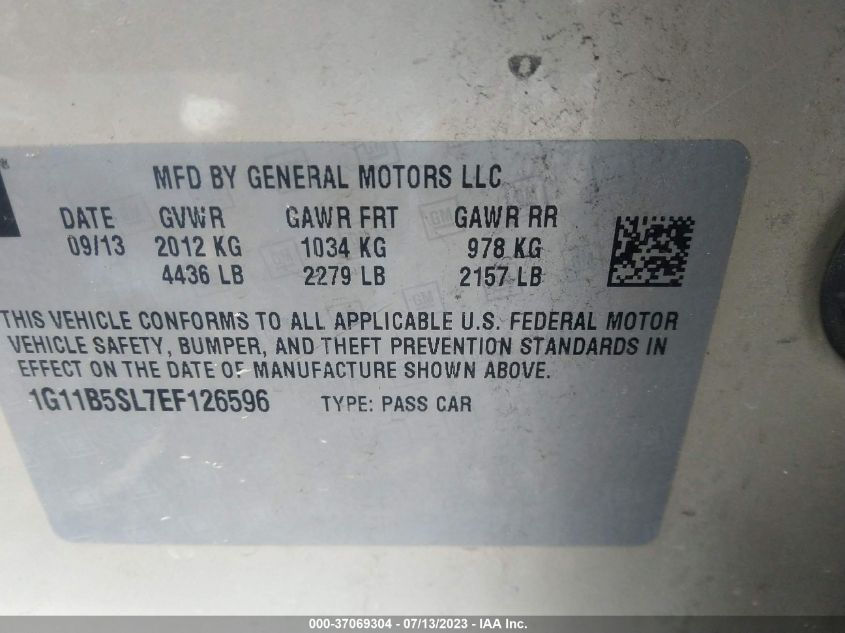 MFD BY GENERAL MOTORS LLC
DATE GVWR GAWR FRT GAWR RR
09/13 2012 KG 1034 KG 978 KG
4436 LB 2279 LB 2157 LB
THIS VEHICLE CONFORMS TO ALL APPLICABLE U.S. FEDERAL MOTOR
VEHICLE SAFETY, BUMPER, AND THEFT PREVENTION STANDARDS IN
EFFECT ON THE DATE OF MANUFACTURE SHOWN ABOVE.
1G11B5SL7EF126596 TYPE: PASS CAR
000-37069304 - 07/13/2023 - IAA Inc.